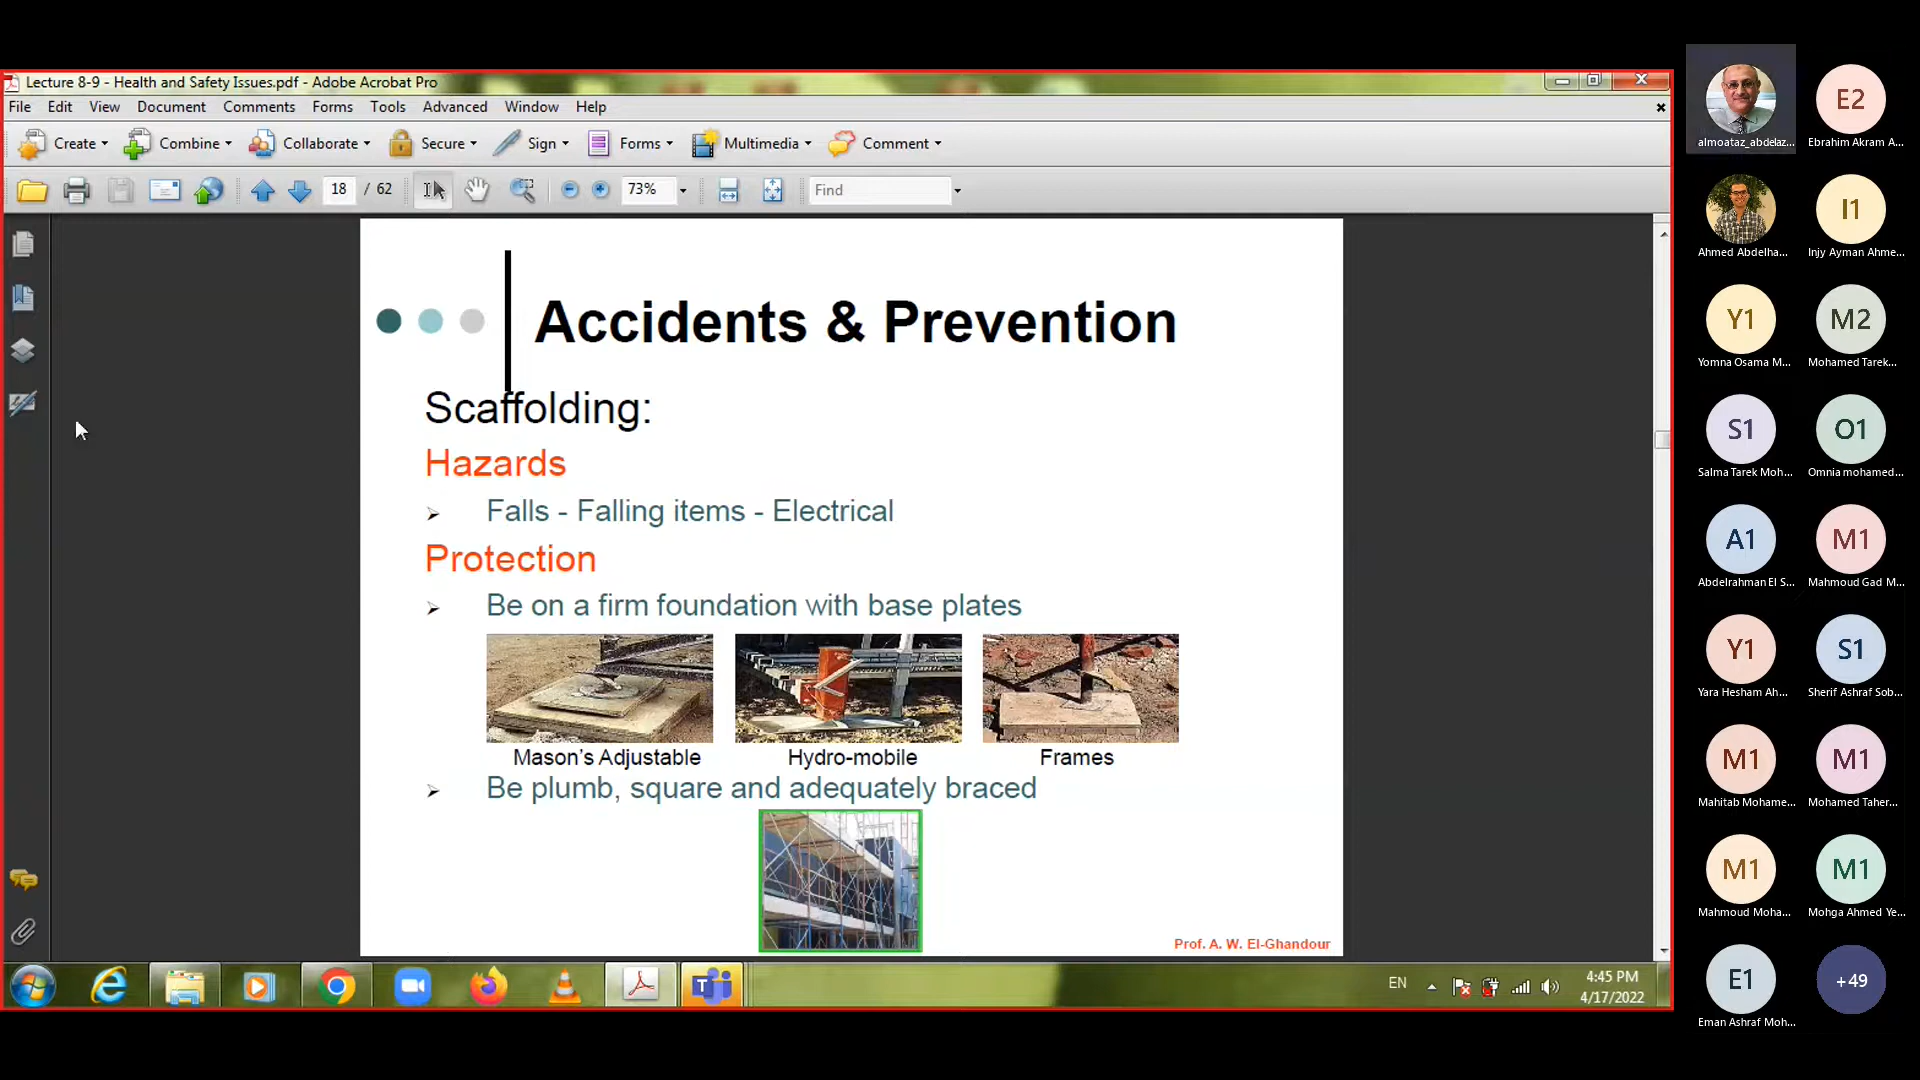 Lecture 8-9 - Health and Safety Issues.pdf - Adobe Acrobat Pro
File Edit View Document Comments Forms Tools Advanced Window Help
Create Combine Collaborate Secure Sign Forms Multimedia Comment
18 / 62 73% Find
Accidents & Prevention
Scaffolding:
Hazards
Falls - Falling items - Electrical
Protection
Be on a firm foundation with base plates
Mason's Adjustable Hydro-mobile Frames
Be plumb, square and adequately braced
Prof. A. W. El-Ghandour
EN 4:45 PM
4/17/2022
E2
almoataz_abdelaz... Ebrahim Akram A...
I1
Ahmed Abdelha... Injy Ayman Ahme...
Y1 M2
Yomna Osama M... Mohamed Tarek...
S1 O1
Salma Tarek Moh... Omnia mohamed...
A1 M1
Abdelrahman El S... Mahmoud Gad M...
Y1 S1
Yara Hesham Ah... Sherif Ashraf Sob...
M1 M1
Mahitab Mohame... Mohamed Taher...
M1 M1
Mahmoud Moha... Mohga Ahmed Ye...
E1 +49
Eman Ashraf Moh...